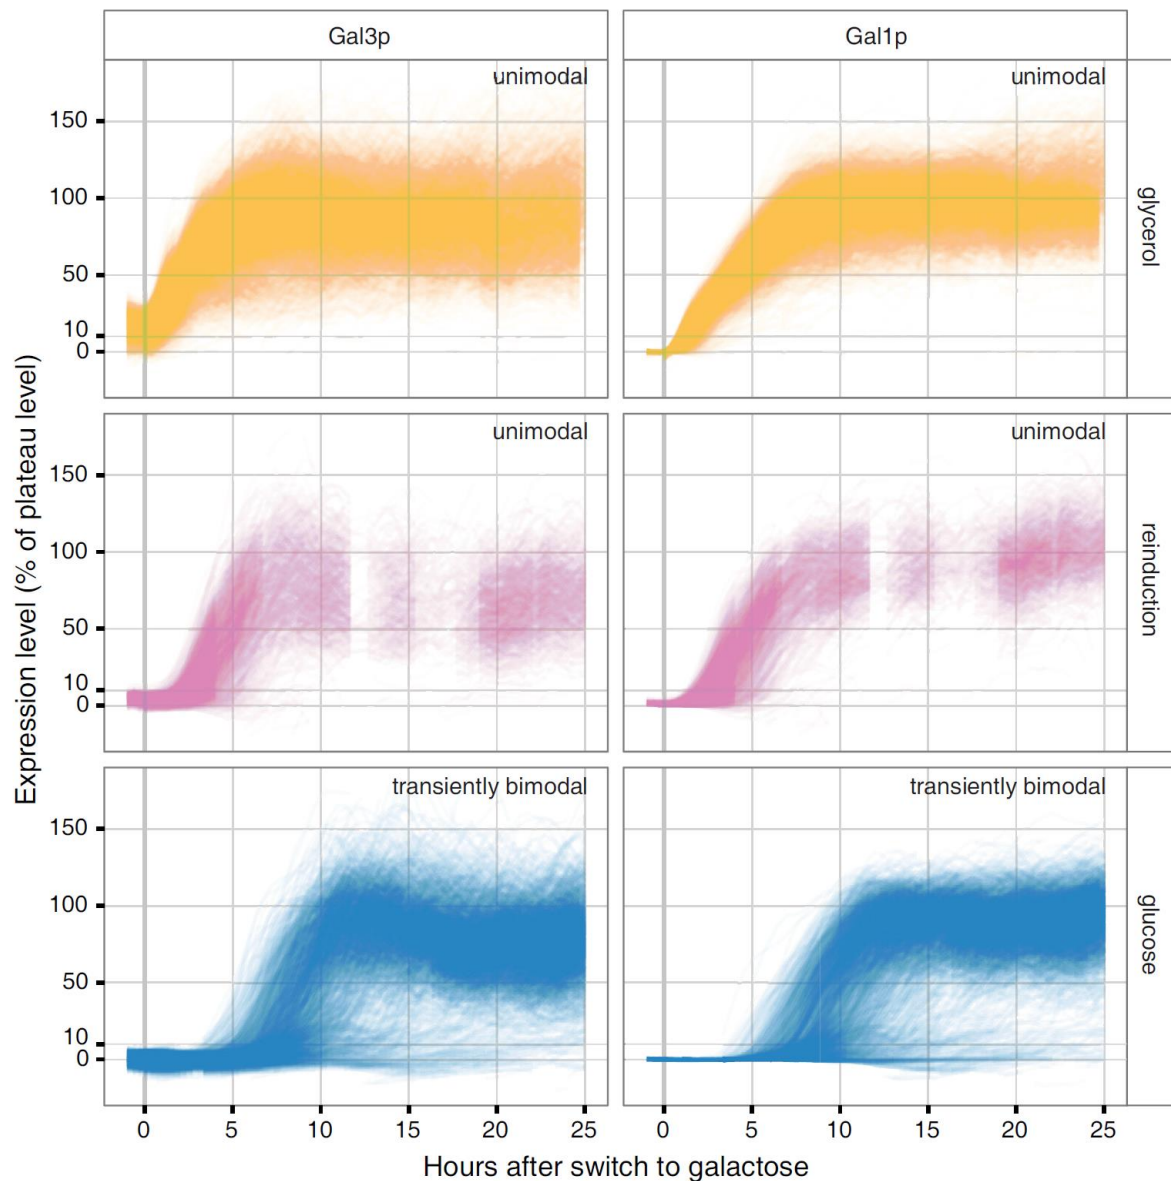 Gal3p
Gal1p
unimodal
unimodal
150
100
50
10
0
glycerol
unimodal
unimodal
150
100
50
10
0
reinduction
transiently bimodal
transiently bimodal
150
100
50
10
0
glucose
Expression level (% of plateau level)
0 5 10 15 20 25
0 5 10 15 20 25
Hours after switch to galactose